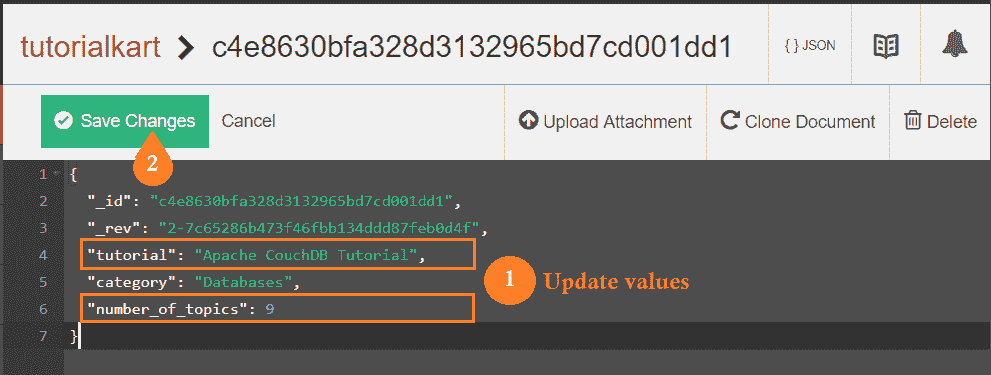 tutorialkart > c4e8630bfa328d3132965bd7cd001dd1 { } JSON
Save Changes Cancel Upload Attachment Clone Document Delete
2
1 {
2 "_id": "c4e8630bfa328d3132965bd7cd001dd1",
3 "_rev": "2-7c65286b473f46fbb134ddd87feb0d4f",
4 "tutorial": "Apache CouchDB Tutorial",
5 "category": "Databases",
1 Update values
6 "number_of_topics": 9
7 }